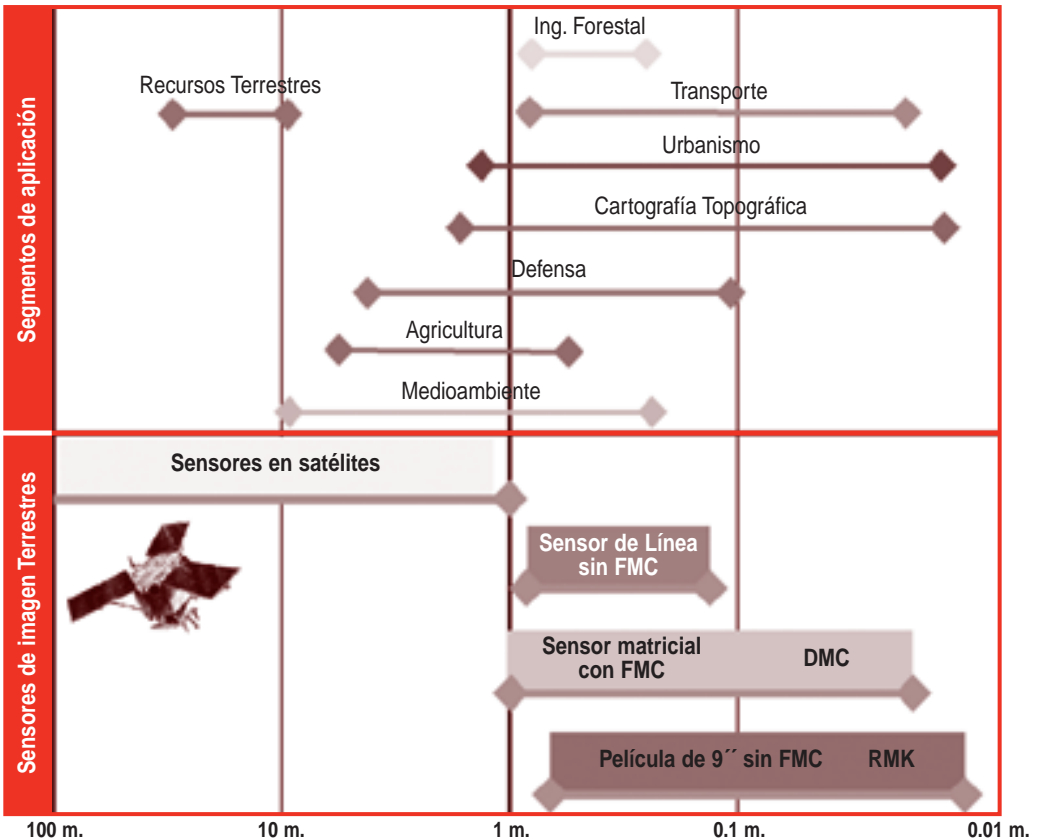 Segmentos de aplicación
Ing. Forestal
Recursos Terrestres
Transporte
Urbanismo
Cartografía Topográfica
Defensa
Agricultura
Medioambiente
Sensores de imagen Terrestres
Sensores en satélites
Sensor de Línea
sin FMC
Sensor matricial
con FMC
DMC
Película de 9´´ sin FMC RMK
100 m. 10 m. 1 m. 0.1 m. 0.01 m.